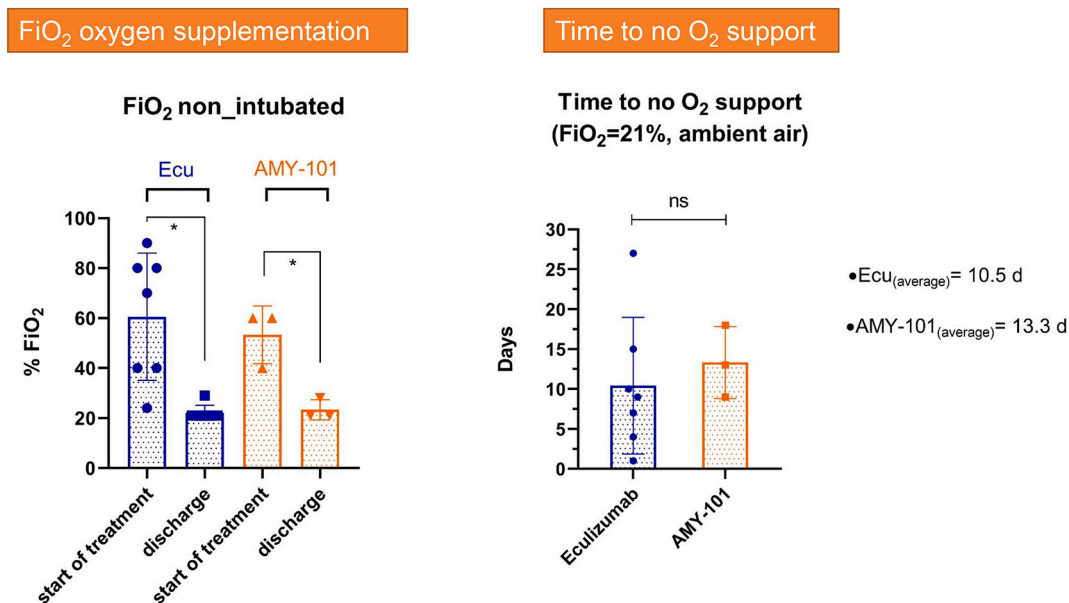 FiO2 oxygen supplementation
Time to no O2 support
FiO2 non_intubated
Ecu
AMY-101
*
*
% FiO2
100
80
60
40
20
0
start of treatment
discharge
start of treatment
discharge
Time to no O2 support
(FiO2=21%, ambient air)
ns
Days
30
25
20
15
10
5
0
Eculizumab
AMY-101
•Ecu(average)= 10.5 d
•AMY-101(average)= 13.3 d